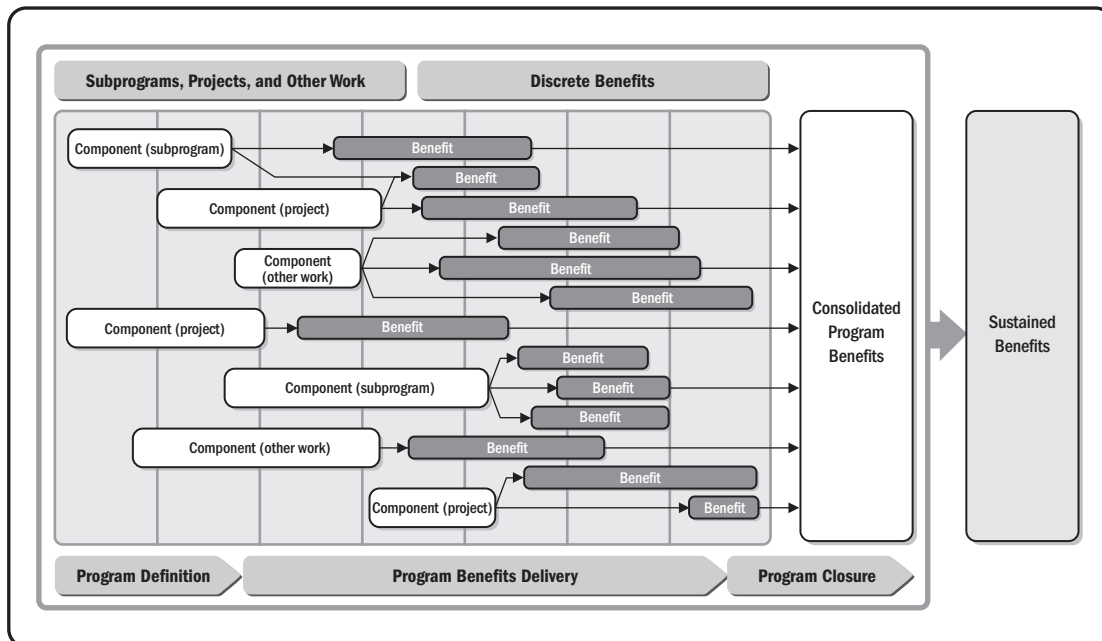 Subprograms, Projects, and Other Work
Discrete Benefits
Component (subprogram)
Benefit
Benefit
Component (project)
Benefit
Benefit
Component
(other work)
Benefit
Benefit
Component (project)
Benefit
Benefit
Component (subprogram)
Benefit
Benefit
Component (other work)
Benefit
Benefit
Component (project)
Benefit
Consolidated
Program
Benefits
Sustained
Benefits
Program Definition
Program Benefits Delivery
Program Closure